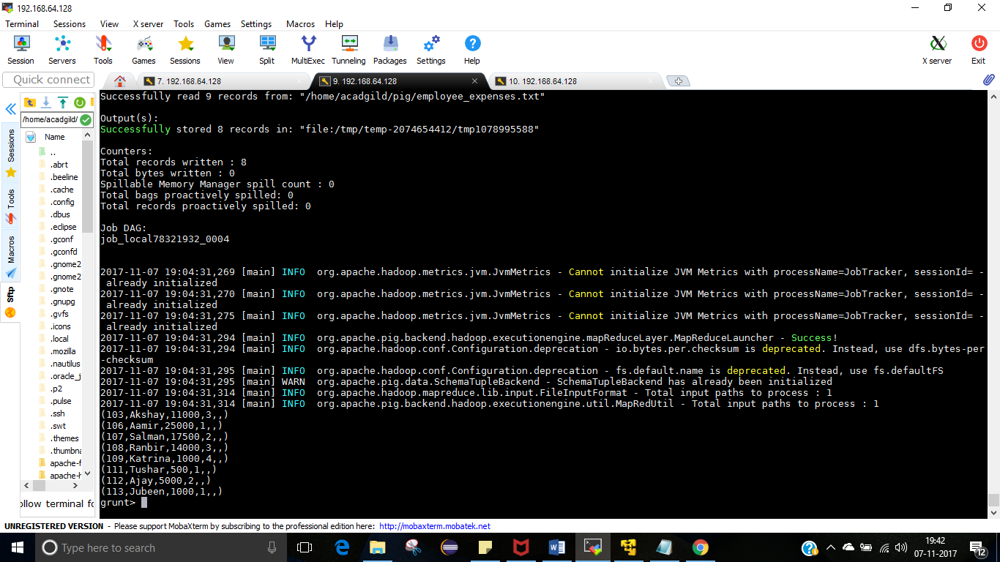 192.168.64.128
Terminal Sessions View X server Tools Games Settings Macros Help
Session Servers Tools Games Sessions View Split MultiExec Tunneling Packages Settings Help X server Exit
Quick connect...
7. 192.168.64.128
9. 192.168.64.128
10. 192.168.64.128
/home/acadgild/
Sessions
Tools
Macros
Sftp
Name
..
.abrt
.beeline
.cache
.config
.dbus
.eclipse
.gconf
.gconfd
.gnome2
.gnome2
.gnote
.gnupg
.gvfs
.icons
.local
.mozilla
.nautilus
.oracle_j
.p2
.pulse
.ssh
.swt
.themes
.thumbna
apache-f
apache-h
ollow terminal fo
Successfully read 9 records from: "/home/acadgild/pig/employee_expenses.txt"
Output(s):
Successfully stored 8 records in: "file:/tmp/temp-2074654412/tmp1078995588"
Counters:
Total records written : 8
Total bytes written : 0
Spillable Memory Manager spill count : 0
Total bags proactively spilled: 0
Total records proactively spilled: 0
Job DAG:
job_local78321932_0004
2017-11-07 19:04:31,269 [main] INFO  org.apache.hadoop.metrics.jvm.JvmMetrics - Cannot initialize JVM Metrics with processName=JobTracker, sessionId= -
already initialized
2017-11-07 19:04:31,270 [main] INFO  org.apache.hadoop.metrics.jvm.JvmMetrics - Cannot initialize JVM Metrics with processName=JobTracker, sessionId= -
already initialized
2017-11-07 19:04:31,275 [main] INFO  org.apache.hadoop.metrics.jvm.JvmMetrics - Cannot initialize JVM Metrics with processName=JobTracker, sessionId= -
already initialized
2017-11-07 19:04:31,294 [main] INFO  org.apache.pig.backend.hadoop.executionengine.mapReduceLayer.MapReduceLauncher - Success!
2017-11-07 19:04:31,294 [main] INFO  org.apache.hadoop.conf.Configuration.deprecation - io.bytes.per.checksum is deprecated. Instead, use dfs.bytes-per
-checksum
2017-11-07 19:04:31,295 [main] INFO  org.apache.hadoop.conf.Configuration.deprecation - fs.default.name is deprecated. Instead, use fs.defaultFS
2017-11-07 19:04:31,295 [main] WARN  org.apache.pig.data.SchemaTupleBackend - SchemaTupleBackend has already been initialized
2017-11-07 19:04:31,314 [main] INFO  org.apache.hadoop.mapreduce.lib.input.FileInputFormat - Total input paths to process : 1
2017-11-07 19:04:31,314 [main] INFO  org.apache.pig.backend.hadoop.executionengine.util.MapRedUtil - Total input paths to process : 1
(103,Akshay,11000,3,,)
(106,Aamir,25000,1,,)
(107,Salman,17500,2,,)
(108,Ranbir,14000,3,,)
(109,Katrina,1000,4,,)
(111,Tushar,500,1,,)
(112,Ajay,5000,2,,)
(113,Jubeen,1000,1,,)
grunt>
UNREGISTERED VERSION - Please support MobaXterm by subscribing to the professional edition here: http://mobaxterm.mobatek.net
Type here to search
19:42
07-11-2017
12